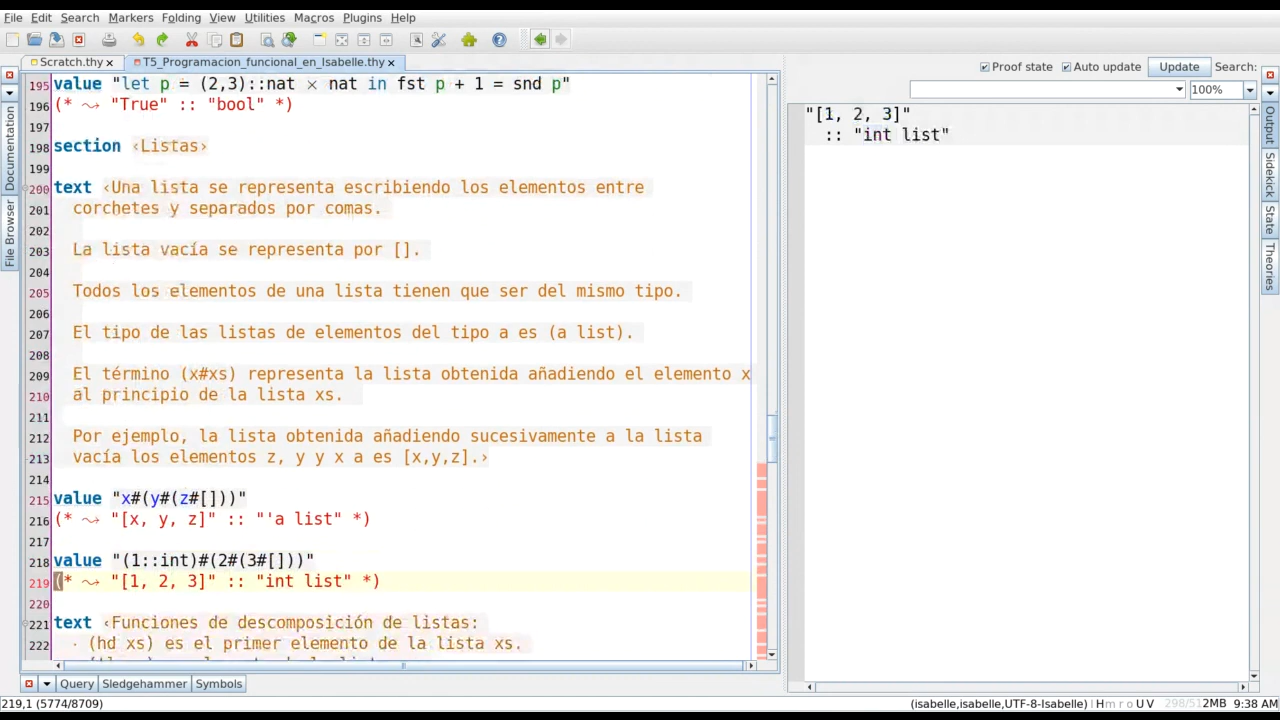 File Edit Search Markers Folding View Utilities Macros Plugins Help
Scratch.thy × T5_Programacion_funcional_en_Isabelle.thy ×
195 value "let p = (2,3)::nat × nat in fst p + 1 = snd p"
196 (* ⤳ "True" :: "bool" *)
197
198 section ‹Listas›
199
200 text ‹Una lista se representa escribiendo los elementos entre
201 corchetes y separados por comas.
202
203 La lista vacía se representa por [].
204
205 Todos los elementos de una lista tienen que ser del mismo tipo.
206
207 El tipo de las listas de elementos del tipo a es (a list).
208
209 El término (x#xs) representa la lista obtenida añadiendo el elemento x
210 al principio de la lista xs.
211
212 Por ejemplo, la lista obtenida añadiendo sucesivamente a la lista
213 vacía los elementos z, y y x a es [x,y,z].›
214
215 value "x#(y#(z#[]))"
216 (* ⤳ "[x, y, z]" :: "'a list" *)
217
218 value "(1::int)#(2#(3#[]))"
219 (* ⤳ "[1, 2, 3]" :: "int list" *)
220
221 text ‹Funciones de descomposición de listas:
222 · (hd xs) es el primer elemento de la lista xs.
Documentation
File Browser
Proof state Auto update Update Search:
100%
"[1, 2, 3]"
:: "int list"
Output
Sidekick
State
Theories
Query Sledgehammer Symbols
219,1 (5774/8709) (isabelle,isabelle,UTF-8-Isabelle) | H m r o U V 2MB 9:38 AM